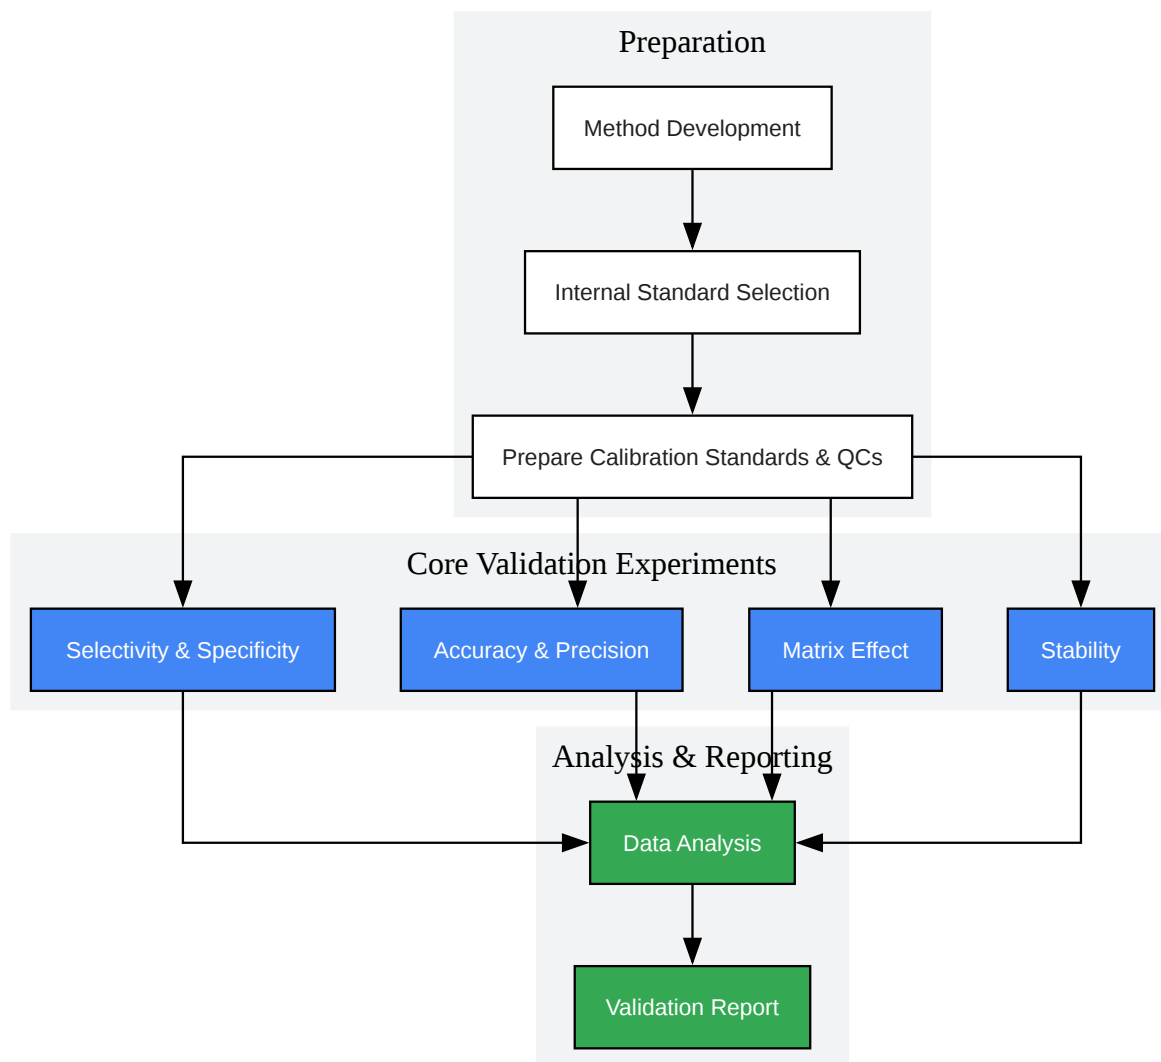 Preparation
Method Development
Internal Standard Selection
Prepare Calibration Standards & QCs
Core Validation Experiments
Selectivity & Specificity
Accuracy & Precision
Matrix Effect
Stability
Analysis & Reporting
Data Analysis
Validation Report